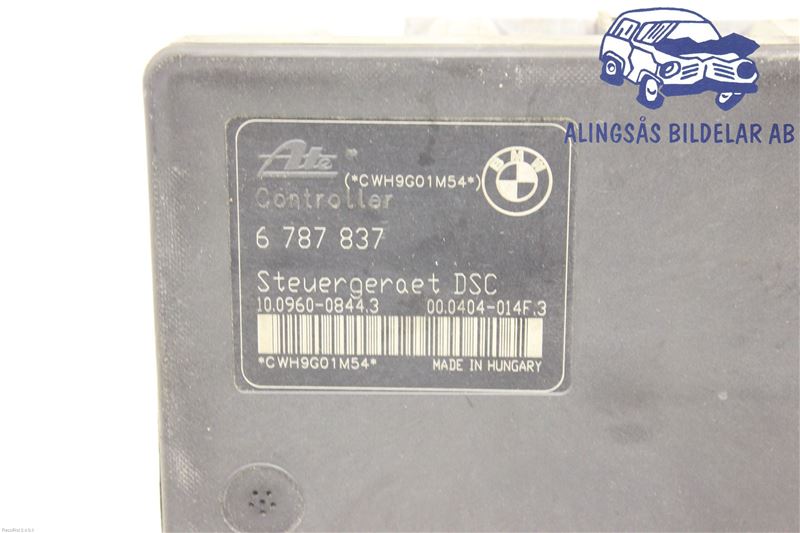 ALINGSÅS BILDELAR AB
Ate
(*CWH9G01M54*)
BMW
Controller
6 787 837
Steuergeraet DSC
10.0960-0844.3 00.0404-014F.3
*CWH9G01M54* MADE IN HUNGARY